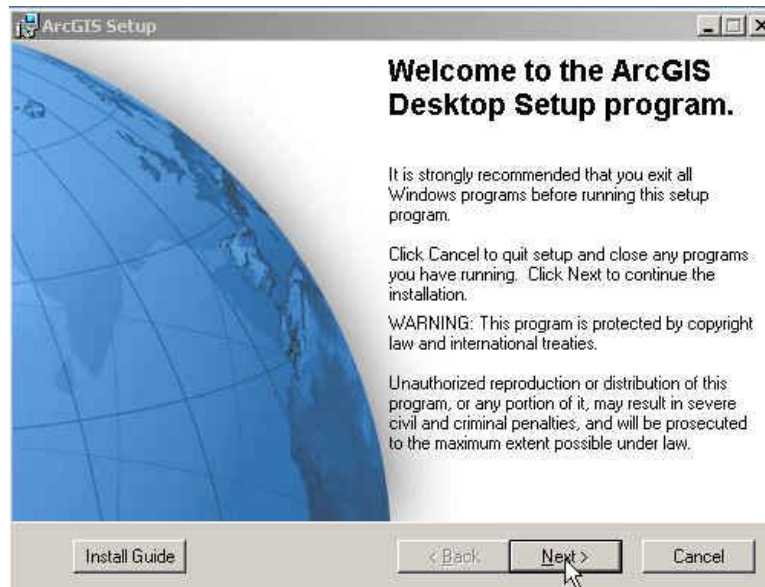 ArcGIS Setup
Welcome to the ArcGIS
Desktop Setup program.
It is strongly recommended that you exit all
Windows programs before running this setup
program.
Click Cancel to quit setup and close any programs
you have running. Click Next to continue the
installation.
WARNING: This program is protected by copyright
law and international treaties.
Unauthorized reproduction or distribution of this
program, or any portion of it, may result in severe
civil and criminal penalties, and will be prosecuted
to the maximum extent possible under law.
Install Guide
< Back
Next >
Cancel